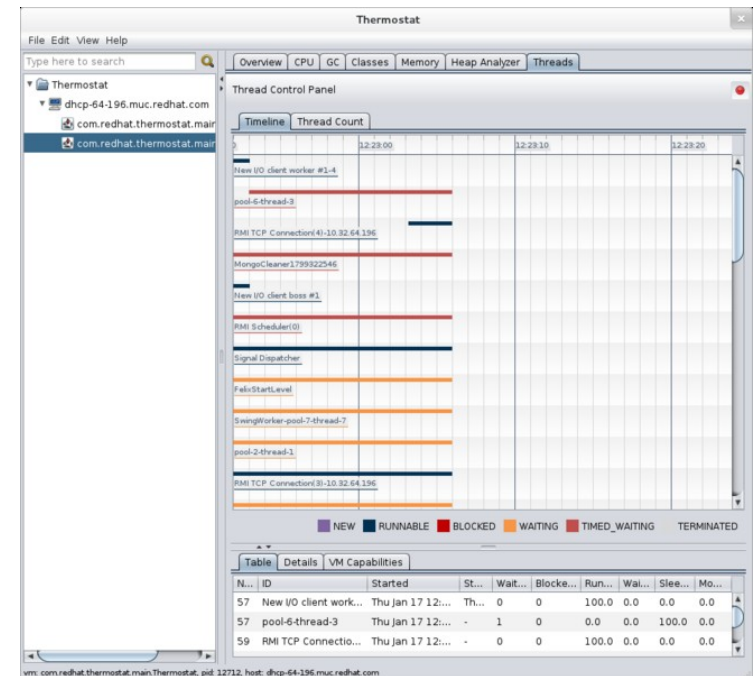 Thermostat
File Edit View Help
Type here to search
Thermostat
dhcp-64-196.muc.redhat.com
com.redhat.thermostat.mair
com.redhat.thermostat.mair
Overview CPU GC Classes Memory Heap Analyzer Threads
Thread Control Panel
Timeline Thread Count
12:23:00 12:23:10 12:23:20
New I/O client worker #1-4
pool-6-thread-3
RMI TCP Connection(4)-10.32.64.196
MongoCleaner1799322546
New I/O client boss #1
RMI Scheduler(0)
Signal Dispatcher
FelixStartLevel
SwingWorker-pool-7-thread-7
pool-2-thread-1
RMI TCP Connection(3)-10.32.64.196
NEW RUNNABLE BLOCKED WAITING TIMED_WAITING TERMINATED
Table Details VM Capabilities
N... ID Started St... Wait... Blocke... Run... Wai... Slee... Mo...
57 New I/O client work... Thu Jan 17 12:... Th... 0 0 100.0 0.0 0.0 0.0
57 pool-6-thread-3 Thu Jan 17 12:... - 1 0 0.0 0.0 100.0 0.0
59 RMI TCP Connectio... Thu Jan 17 12:... - 0 0 100.0 0.0 0.0 0.0
vm: com.redhat.thermostat.main.Thermostat, pid: 12712, host: dhcp-64-196.muc.redhat.com